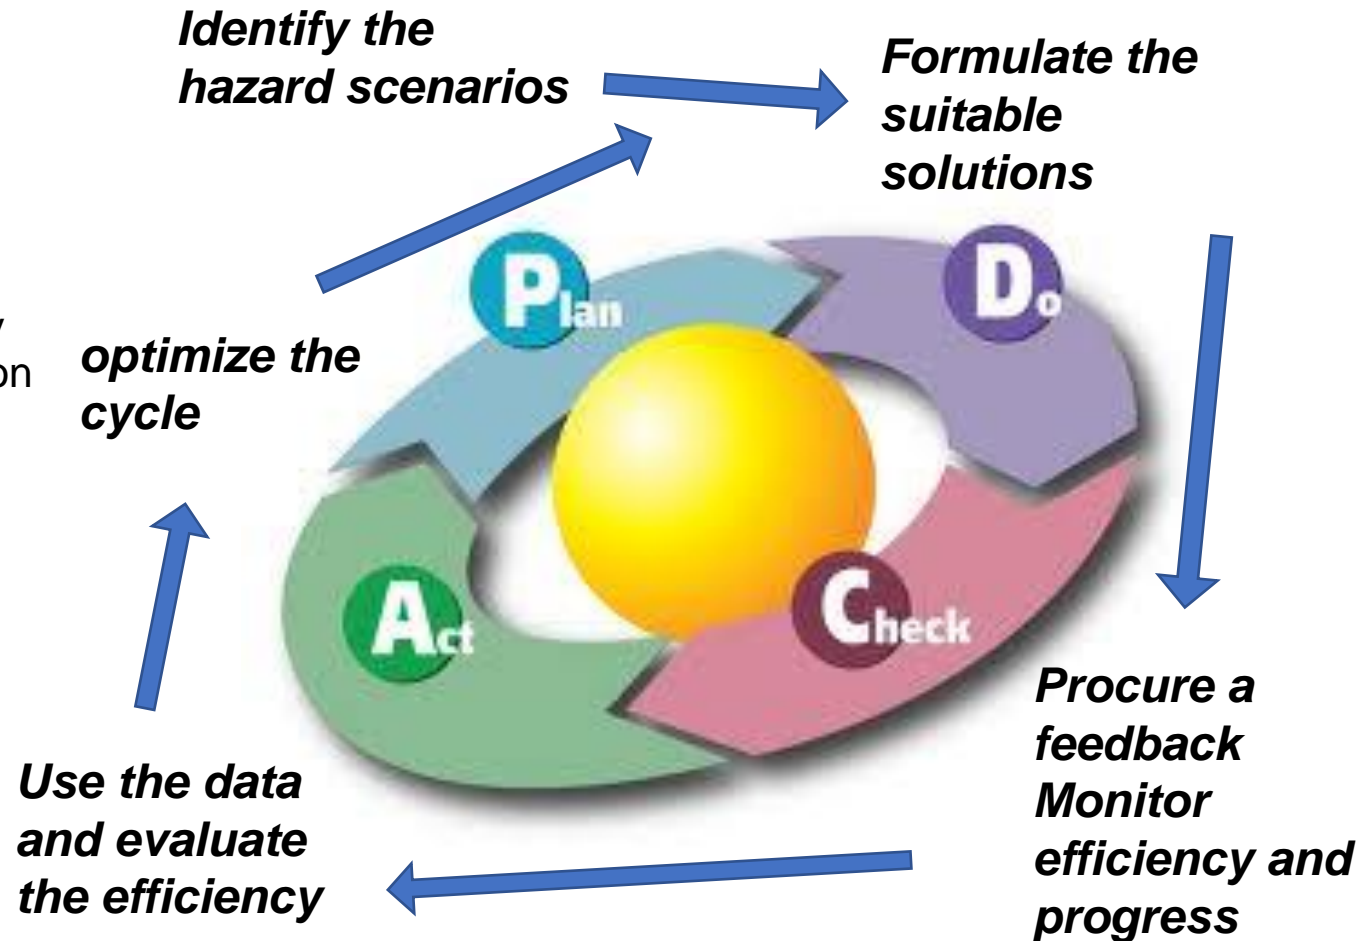 Identify the
hazard scenarios
Formulate the
suitable
solutions
Plan
Do
optimize the
cycle
Act
Check
Procure a
feedback
Monitor
efficiency and
progress
Use the data
and evaluate
the efficiency